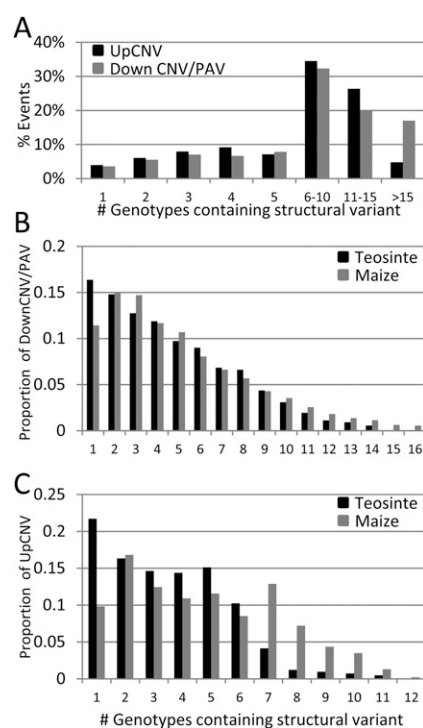 A
40%
30%
20%
10%
0%
% Events
UpCNV
Down CNV/PAV
1 2 3 4 5 6-10 11-15 >15
# Genotypes containing structural variant
B
0.2
0.15
0.1
0.05
0
Proportion of DownCNV/PAV
Teosinte
Maize
1 2 3 4 5 6 7 8 9 10 11 12 13 14 15 16
C
0.25
0.2
0.15
0.1
0.05
0
Proportion of UpCNV
Teosinte
Maize
1 2 3 4 5 6 7 8 9 10 11 12
# Genotypes containing structural variant